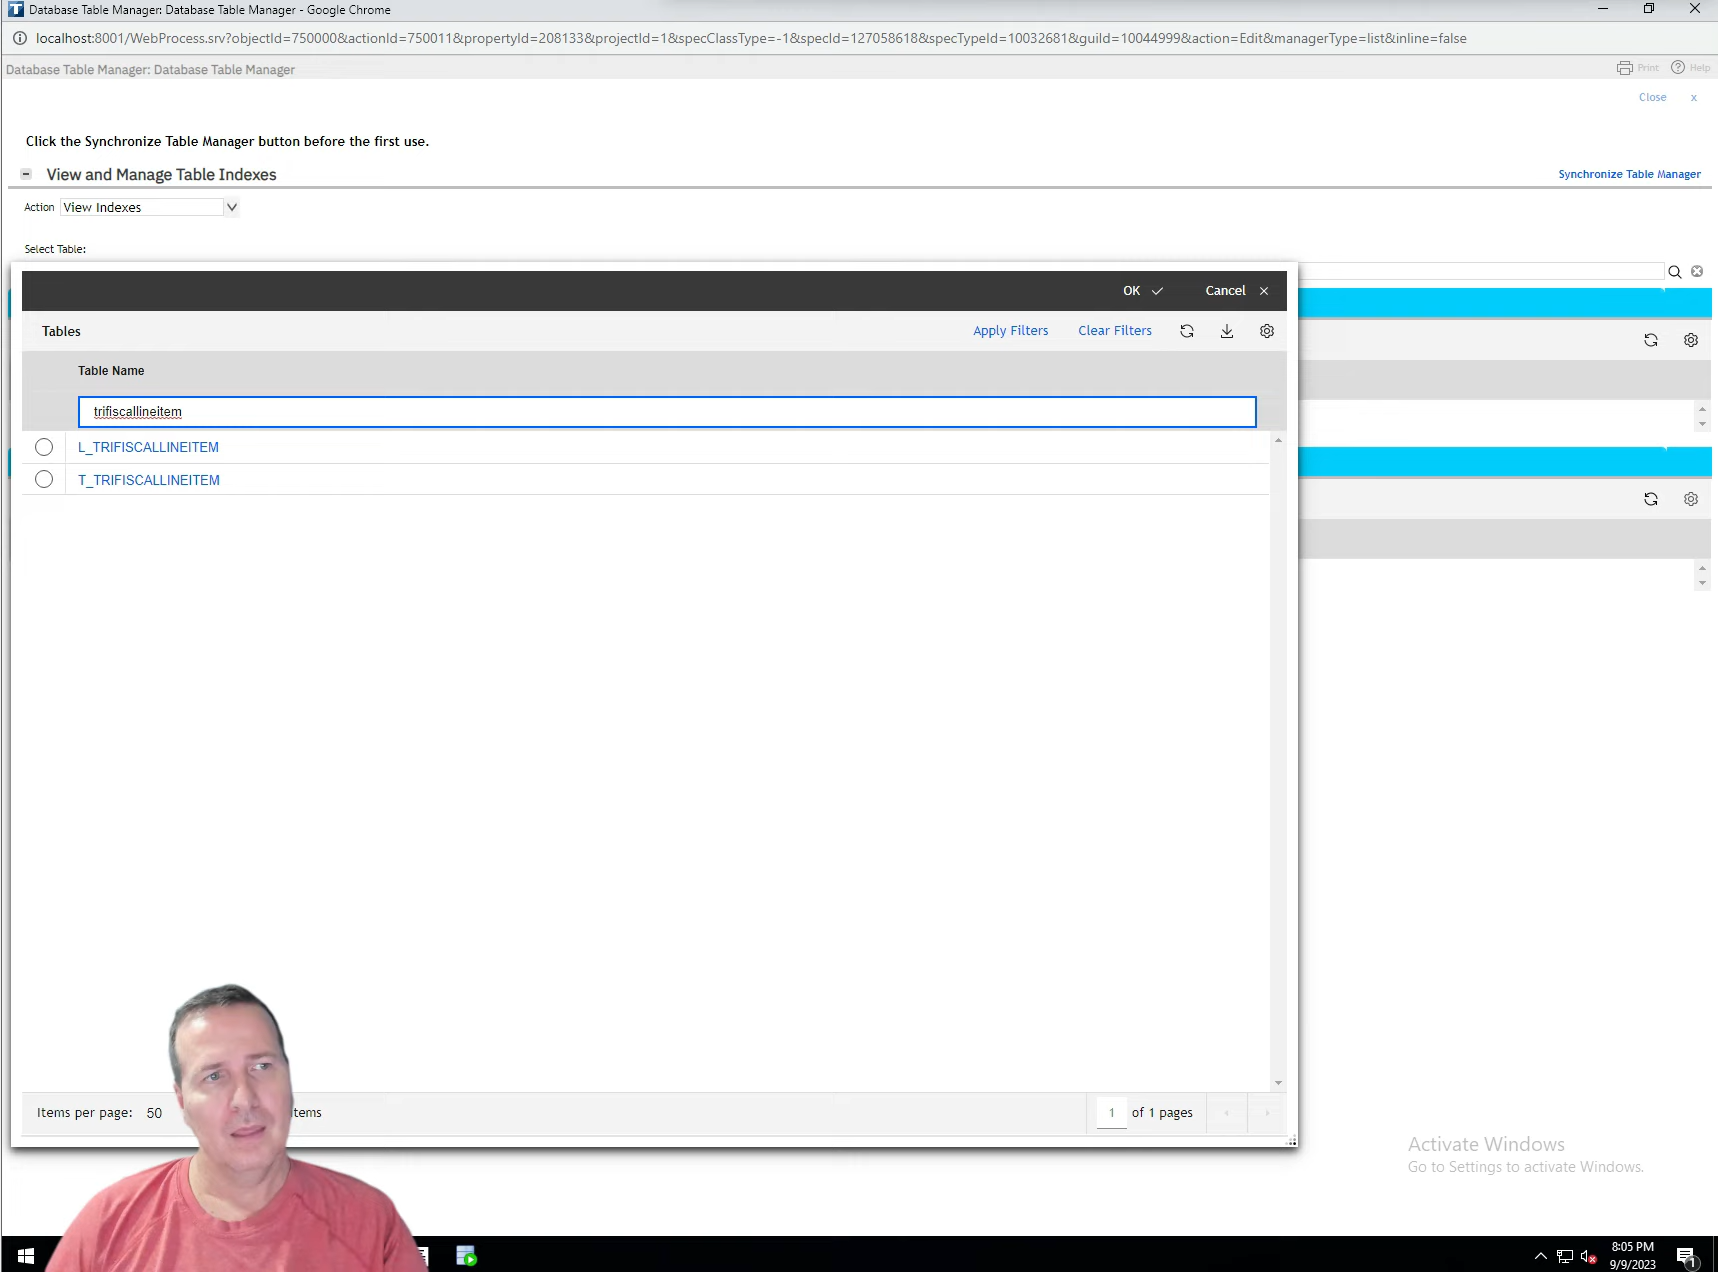 Database Table Manager: Database Table Manager - Google Chrome
localhost:8001/WebProcess.srv?objectId=750000&actionId=750011&propertyId=208133&projectId=1&specClassType=-1&specId=127058618&specTypeId=10032681&guiId=10044999&action=Edit&managerType=list&inline=false
Database Table Manager: Database Table Manager
Print
Help
Close x
Click the Synchronize Table Manager button before the first use.
View and Manage Table Indexes
Synchronize Table Manager
Action View Indexes
Select Table:
OK
Cancel
Tables
Apply Filters
Clear Filters
Table Name
trifiscallineitem
L_TRIFISCALLINEITEM
T_TRIFISCALLINEITEM
Items per page: 50
items
1 of 1 pages
Activate Windows
Go to Settings to activate Windows.
8:05 PM
9/9/2023
1